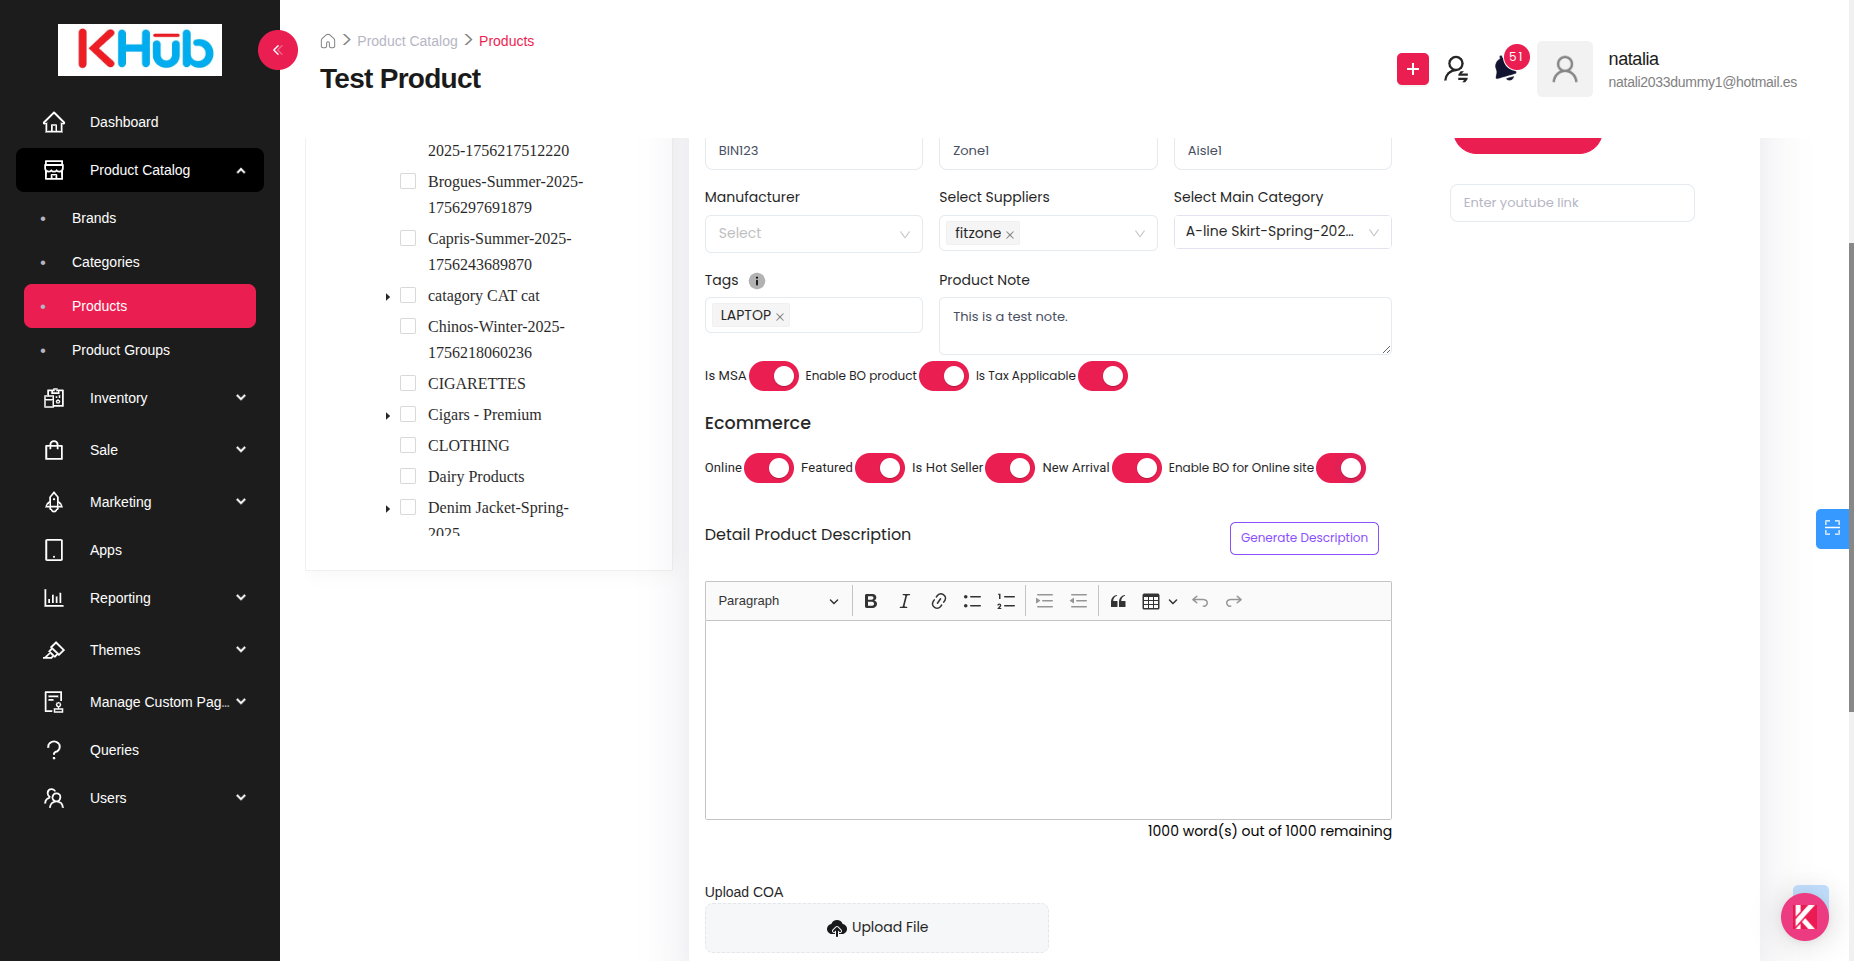 KHub
Dashboard
Product Catalog
Brands
Categories
Products
Product Groups
Inventory
Sale
Marketing
Apps
Reporting
Themes
Manage Custom Pag...
Queries
Users
Product Catalog
Products
Test Product
51
natalia
natali2033dummy1@hotmail.es
2025-1756217512220
Brogues-Summer-2025-
1756297691879
Capris-Summer-2025-
1756243689870
catagory CAT cat
Chinos-Winter-2025-
1756218060236
CIGARETTES
Cigars - Premium
CLOTHING
Dairy Products
Denim Jacket-Spring-
2025
BIN123
Zone1
Aisle1
Manufacturer
Select Suppliers
Select Main Category
Select
fitzone
A-line Skirt-Spring-202...
Tags
Product Note
LAPTOP
This is a test note.
Is MSA
Enable BO product
Is Tax Applicable
Ecommerce
Online
Featured
Is Hot Seller
New Arrival
Enable BO for Online site
Detail Product Description
Generate Description
Paragraph
1000 word(s) out of 1000 remaining
Upload COA
Upload File
Enter youtube link